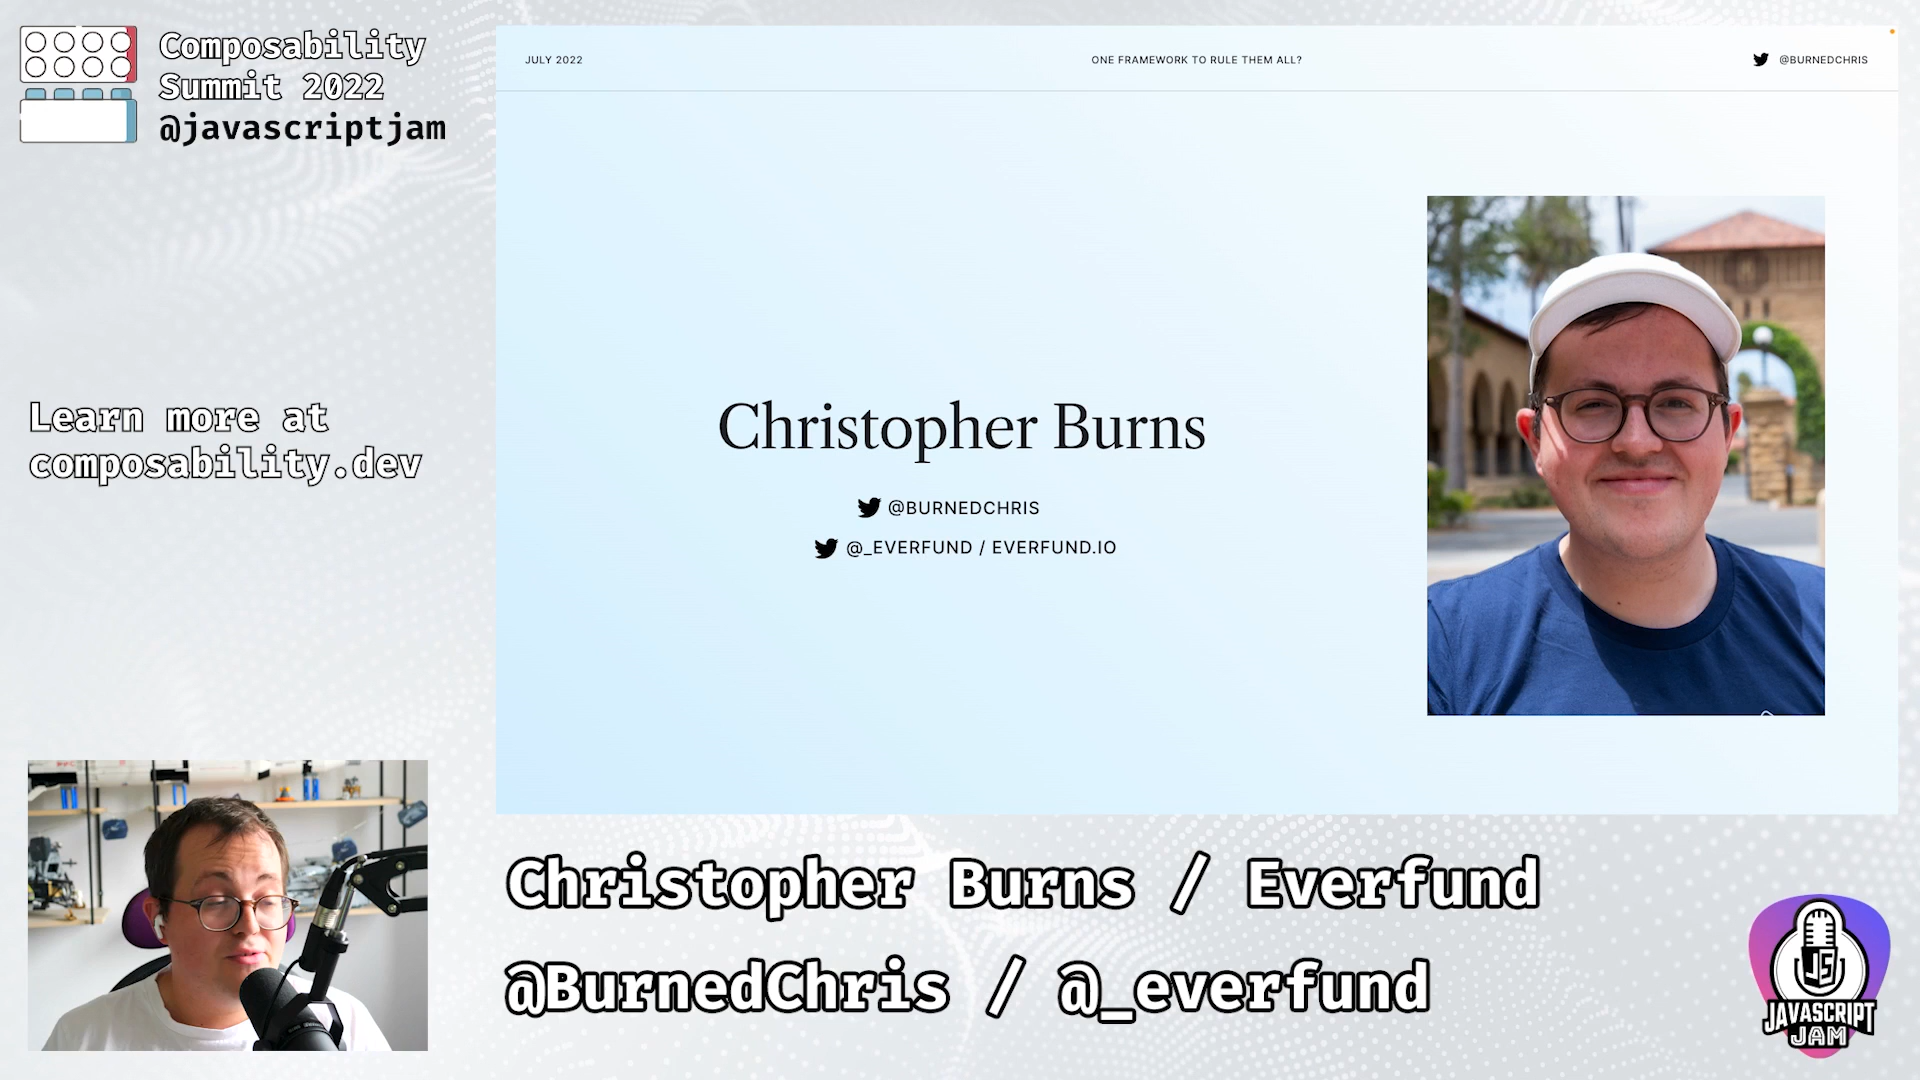 Composability
Summit 2022
@javascriptjam
JULY 2022
ONE FRAMEWORK TO RULE THEM ALL?
@BURNEDCHRIS
Christopher Burns
@BURNEDCHRIS
@_EVERFUND / EVERFUND.IO
Learn more at
composability.dev
Christopher Burns / Everfund
@BurnedChris / @_everfund
JS
JAVASCRIPT
JAM